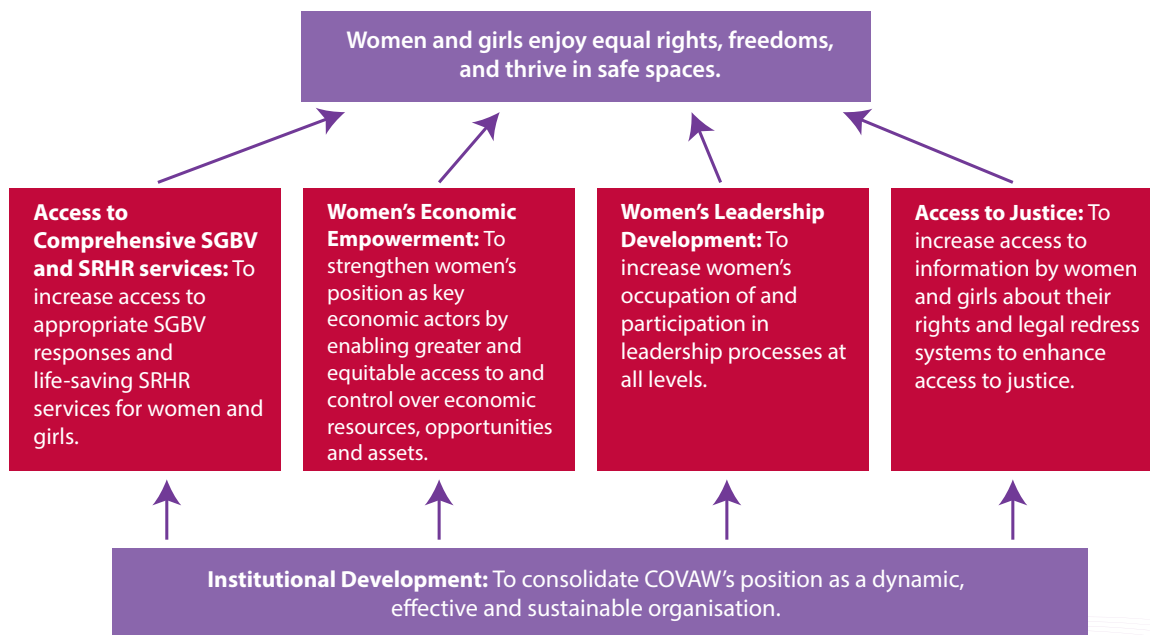 Women and girls enjoy equal rights, freedoms,
and thrive in safe spaces.
Access to
Comprehensive SGBV
and SRHR services: To
increase access to
appropriate SGBV
responses and
life-saving SRHR
services for women and
girls.
Women’s Economic
Empowerment: To
strengthen women’s
position as key
economic actors by
enabling greater and
equitable access to and
control over economic
resources, opportunities
and assets.
Women’s Leadership
Development: To
increase women’s
occupation of and
participation in
leadership processes at
all levels.
Access to Justice: To
increase access to
information by women
and girls about their
rights and legal redress
systems to enhance
access to justice.
Institutional Development: To consolidate COVAW’s position as a dynamic,
effective and sustainable organisation.